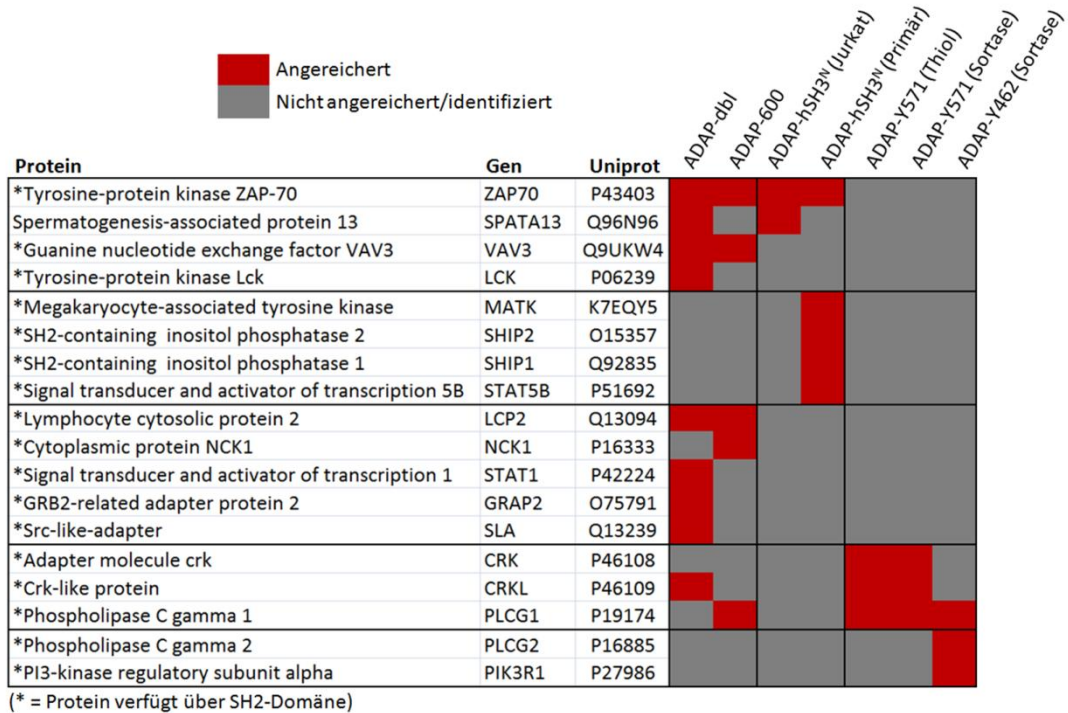 Angereichert
Nicht angereichert/identifiziert
ADAP-dbl
ADAP-600
ADAP-hSH3ᴺ (Jurkat)
ADAP-hSH3ᴺ (Primär)
ADAP-Y571 (Thiol)
ADAP-Y571 (Sortase)
ADAP-Y462 (Sortase)
Protein Gen Uniprot
*Tyrosine-protein kinase ZAP-70 ZAP70 P43403
Spermatogenesis-associated protein 13 SPATA13 Q96N96
*Guanine nucleotide exchange factor VAV3 VAV3 Q9UKW4
*Tyrosine-protein kinase Lck LCK P06239
*Megakaryocyte-associated tyrosine kinase MATK K7EQY5
*SH2-containing inositol phosphatase 2 SHIP2 O15357
*SH2-containing inositol phosphatase 1 SHIP1 Q92835
*Signal transducer and activator of transcription 5B STAT5B P51692
*Lymphocyte cytosolic protein 2 LCP2 Q13094
*Cytoplasmic protein NCK1 NCK1 P16333
*Signal transducer and activator of transcription 1 STAT1 P42224
*GRB2-related adapter protein 2 GRAP2 O75791
*Src-like-adapter SLA Q13239
*Adapter molecule crk CRK P46108
*Crk-like protein CRKL P46109
*Phospholipase C gamma 1 PLCG1 P19174
*Phospholipase C gamma 2 PLCG2 P16885
*PI3-kinase regulatory subunit alpha PIK3R1 P27986
(* = Protein verfügt über SH2-Domäne)